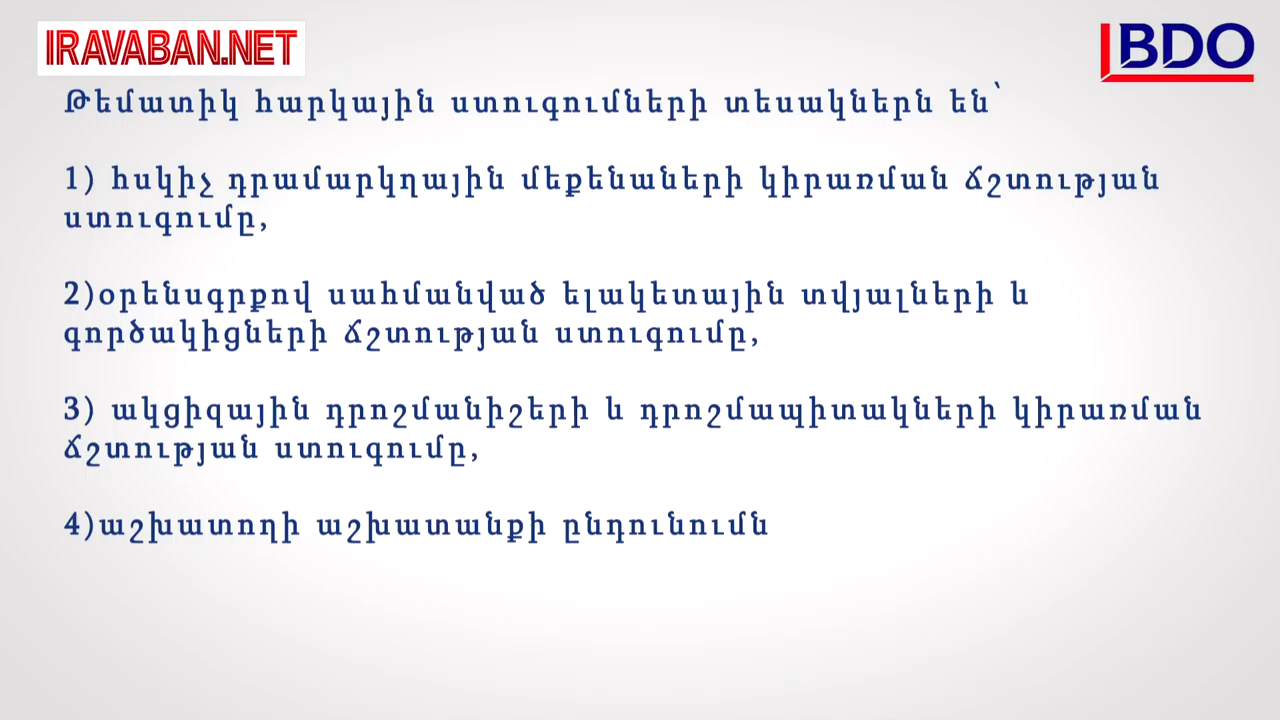 IRAVABAN.NET
BDO
Թեմատիկ հարկային ստուգումների տեսակներն են՝
1) հսկիչ դրամարկղային մեքենաների կիրառման ճշտության
ստուգումը,
2)օրենսգրքով սահմանված ելակետային տվյալների և
գործակիցների ճշտության ստուգումը,
3) ակցիզային դրոշմանիշերի և դրոշմապիտակների կիրառման
ճշտության ստուգումը,
4)աշխատողի աշխատանքի ընդունումն